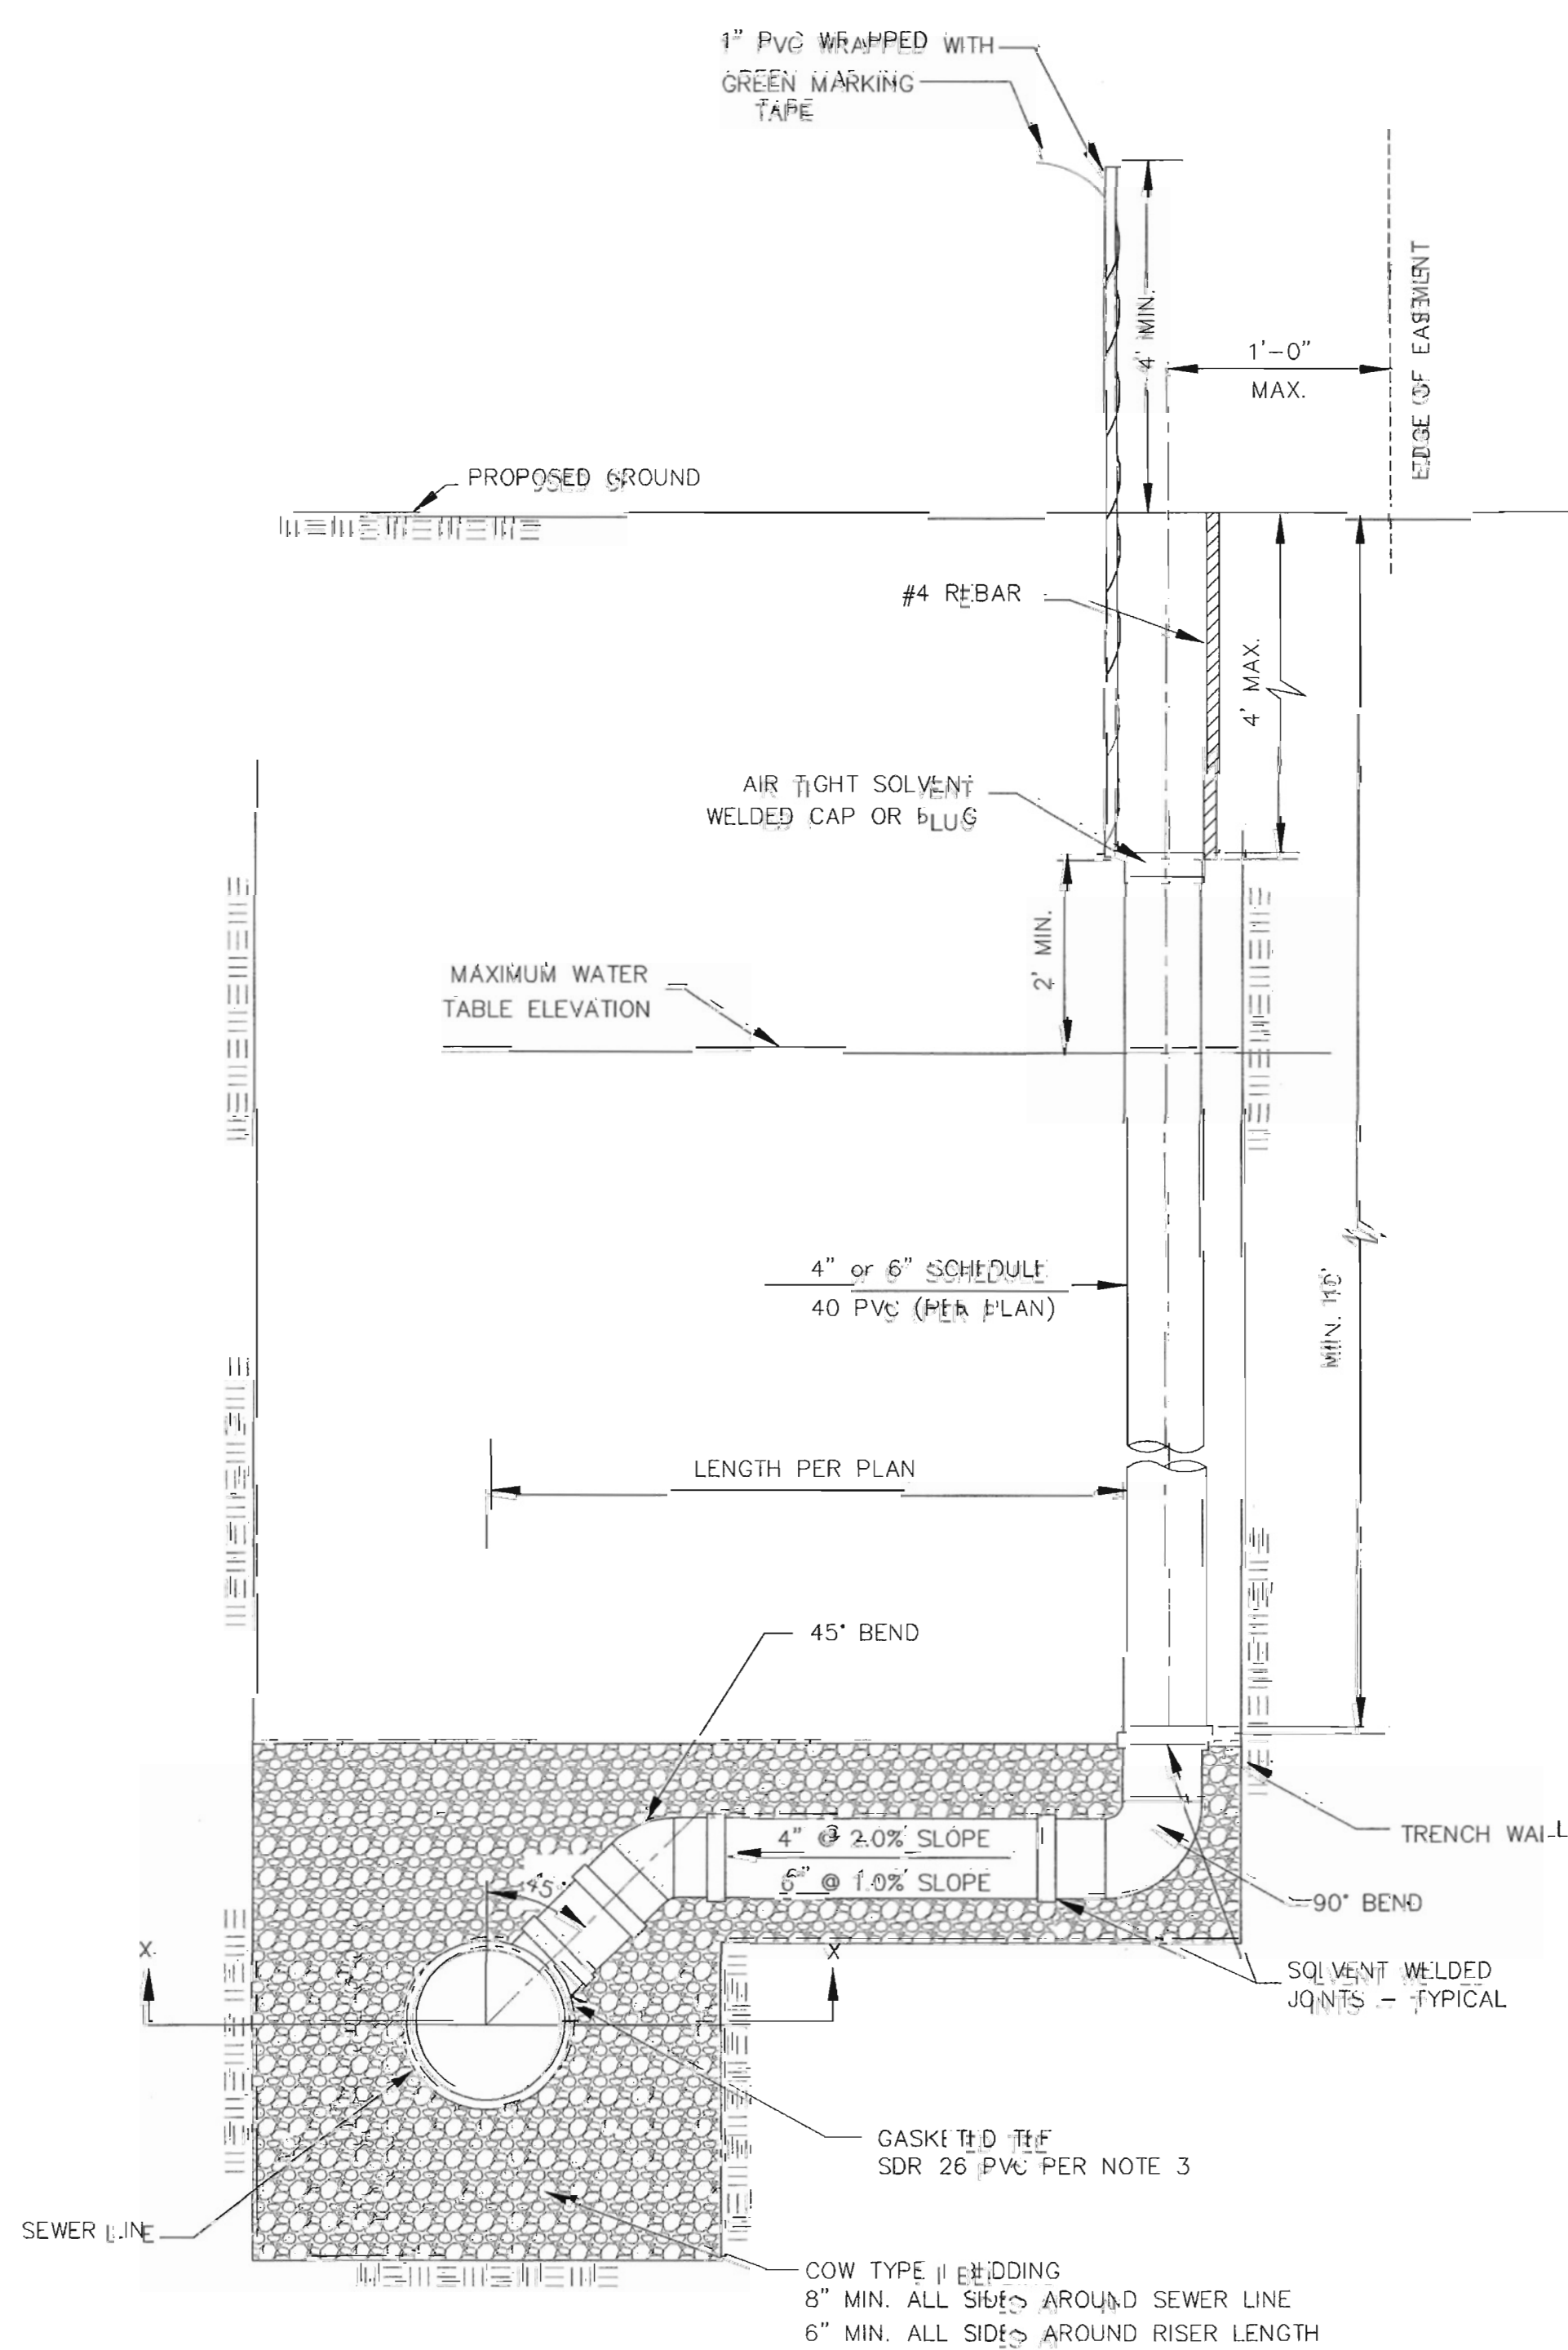 1" PVC WRAPPED WITH
GREEN MARKING
TAPE
4' MIN.
1'-0"
MAX.
EDGE OF EASEMENT
PROPOSED GROUND
#4 REBAR
4' MAX.
AIR TIGHT SOLVENT
WELDED CAP OR PLUG
2' MIN.
MAXIMUM WATER
TABLE ELEVATION
4" or 6" SCHEDULE
40 PVC (PER PLAN)
MIN. 10'
LENGTH PER PLAN
45° BEND
4" @ 2.0% SLOPE
6" @ 1.0% SLOPE
45°
TRENCH WALL
90° BEND
X
X
SOLVENT WELDED
JOINTS – TYPICAL
GASKETED TEE
SDR 26 PVC PER NOTE 3
SEWER LINE
COW TYPE BEDDING
8" MIN. ALL SIDES AROUND SEWER LINE
6" MIN. ALL SIDES AROUND RISER LENGTH